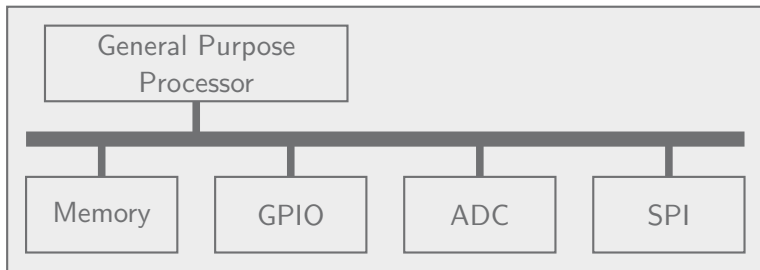 General Purpose
Processor
Memory
GPIO
ADC
SPI